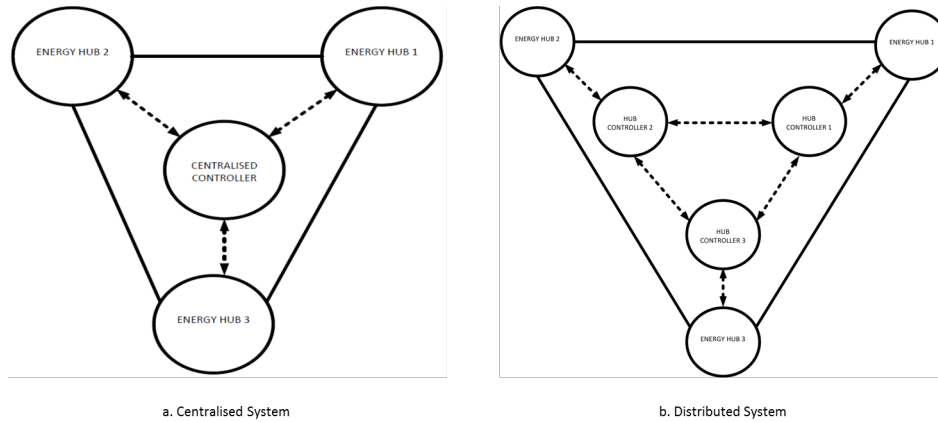 ENERGY HUB 2
ENERGY HUB 1
CENTRALISED
CONTROLLER
ENERGY HUB 3
a. Centralised System
ENERGY HUB 2
ENERGY HUB 1
HUB
CONTROLLER 2
HUB
CONTROLLER 1
HUB
CONTROLLER 3
ENERGY HUB 3
b. Distributed System